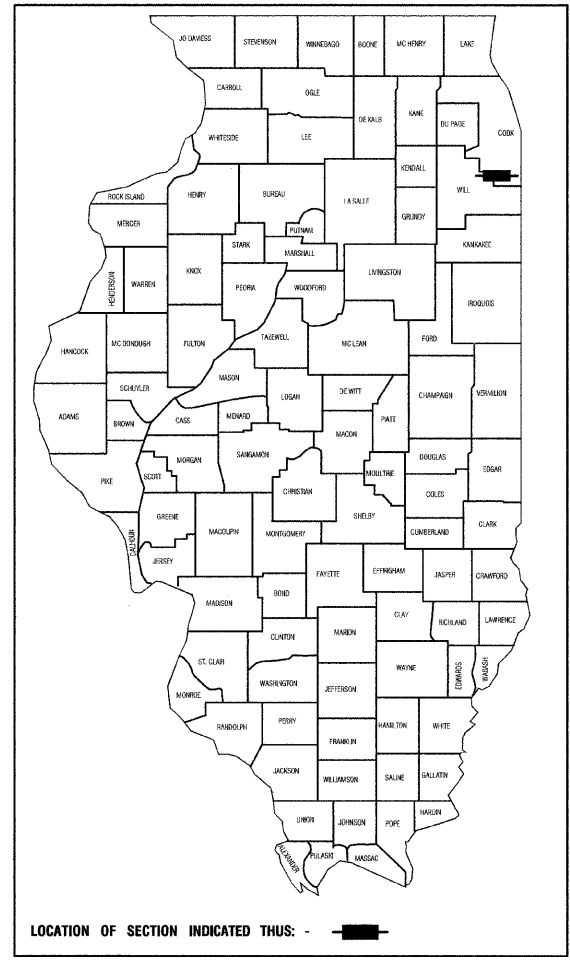 JO DAVIESS STEVENSON WINNEBAGO BOONE MC HENRY LAKE
CARROLL OGLE DE KALB KANE DU PAGE COOK
WHITESIDE LEE
KENDALL WILL
ROCK ISLAND HENRY BUREAU LA SALLE GRUNDY
MERCER PUTNAM KANKAKEE
STARK MARSHALL
HENDERSON WARREN KNOX PEORIA WOODFORD LIVINGSTON IROQUOIS
HANCOCK MC DONOUGH FULTON TAZEWELL MC LEAN FORD
SCHUYLER MASON LOGAN DE WITT CHAMPAIGN VERMILION
ADAMS BROWN CASS MENARD PIATT
MACON
PIKE SCOTT MORGAN SANGAMON MOULTRIE DOUGLAS EDGAR
CHRISTIAN COLES
GREENE MACOUPIN MONTGOMERY SHELBY CUMBERLAND CLARK
CALHOUN JERSEY FAYETTE EFFINGHAM JASPER CRAWFORD
MADISON BOND CLAY RICHLAND LAWRENCE
CLINTON MARION
ST. CLAIR WAYNE EDWARDS WABASH
WASHINGTON JEFFERSON
MONROE
RANDOLPH PERRY HAMILTON WHITE
FRANKLIN
JACKSON WILLIAMSON SALINE GALLATIN
UNION JOHNSON POPE HARDIN
ALEXANDER PULASKI MASSAC
LOCATION OF SECTION INDICATED THUS: -